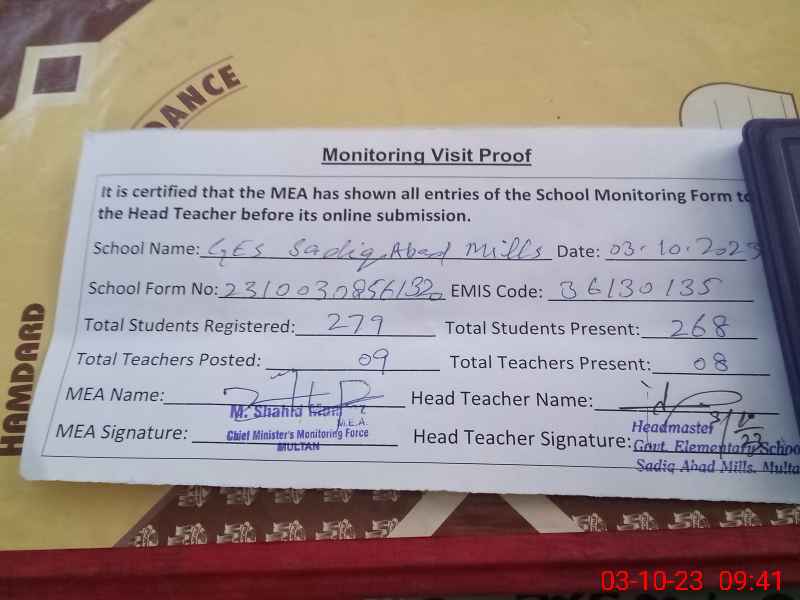 DANCE
HAMDARD
Monitoring Visit Proof
It is certified that the MEA has shown all entries of the School Monitoring Form to
the Head Teacher before its online submission.
School Name: GES Sadiq Abad Mills Date: 03.10.2023
School Form No: EMIS Code: 36130135
Total Students Registered: 279 Total Students Present: 268
Total Teachers Posted: 09 Total Teachers Present: 08
MEA Name: Head Teacher Name:
M. Shahid
M.E.A.
MEA Signature: Chief Minister's Monitoring Force Head Teacher Signature:
MULTAN
Headmaster
Govt. Elementary School
Sadiq Abad Mills, Multa
03-10-23 09:41